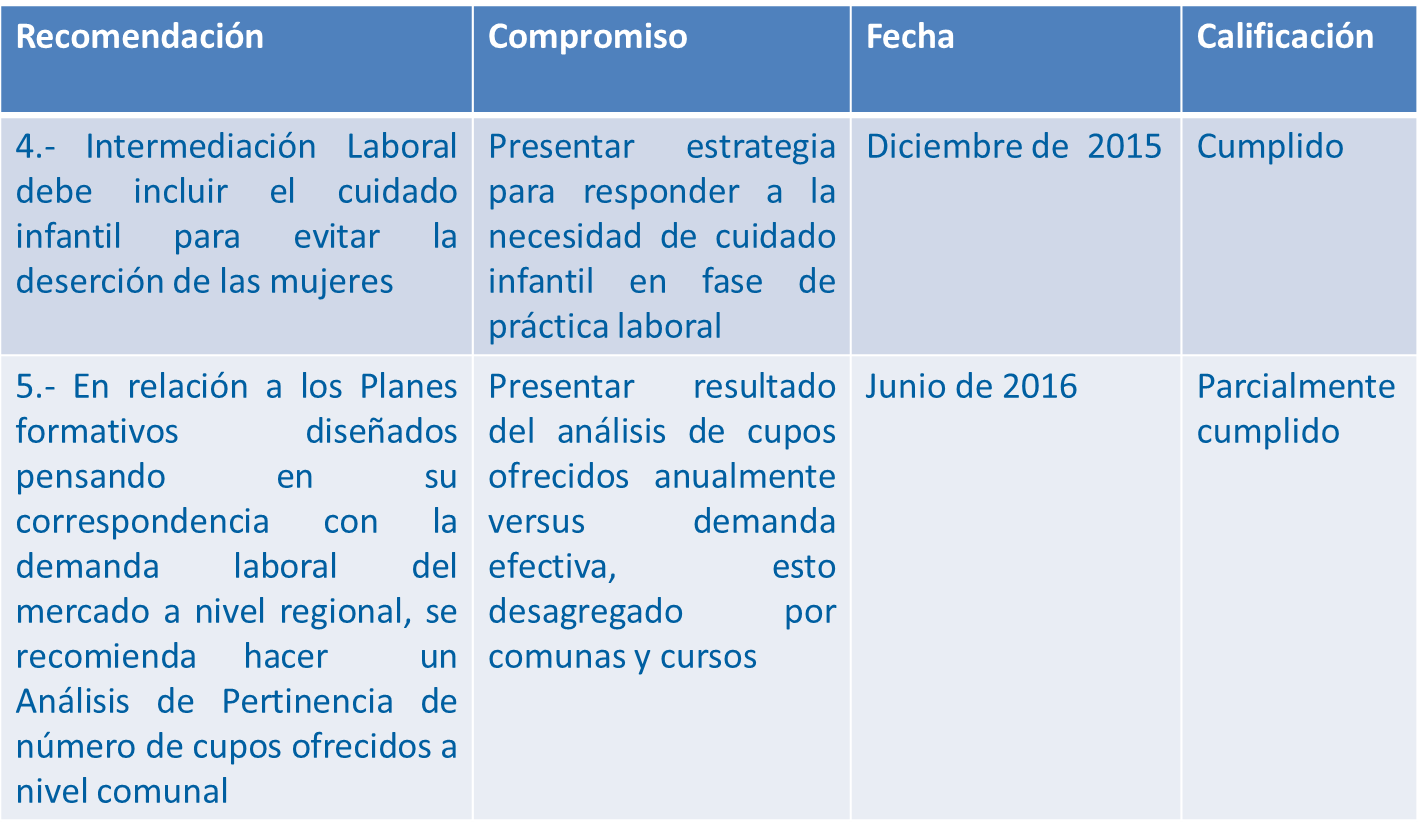 Recomendación
Compromiso
Fecha
Calificación
4.- Intermediación Laboral
debe incluir el cuidado
infantil para evitar la
deserción de las mujeres
Presentar estrategia
para responder a la
necesidad de cuidado
infantil en fase de
práctica laboral
Diciembre de 2015
Cumplido
5.- En relación a los Planes
formativos diseñados
pensando en su
correspondencia con la
demanda laboral del
mercado a nivel regional, se
recomienda hacer un
Análisis de Pertinencia de
número de cupos ofrecidos a
nivel comunal
Presentar resultado
del análisis de cupos
ofrecidos anualmente
versus demanda
efectiva, esto
desagregado por
comunas y cursos
Junio de 2016
Parcialmente
cumplido